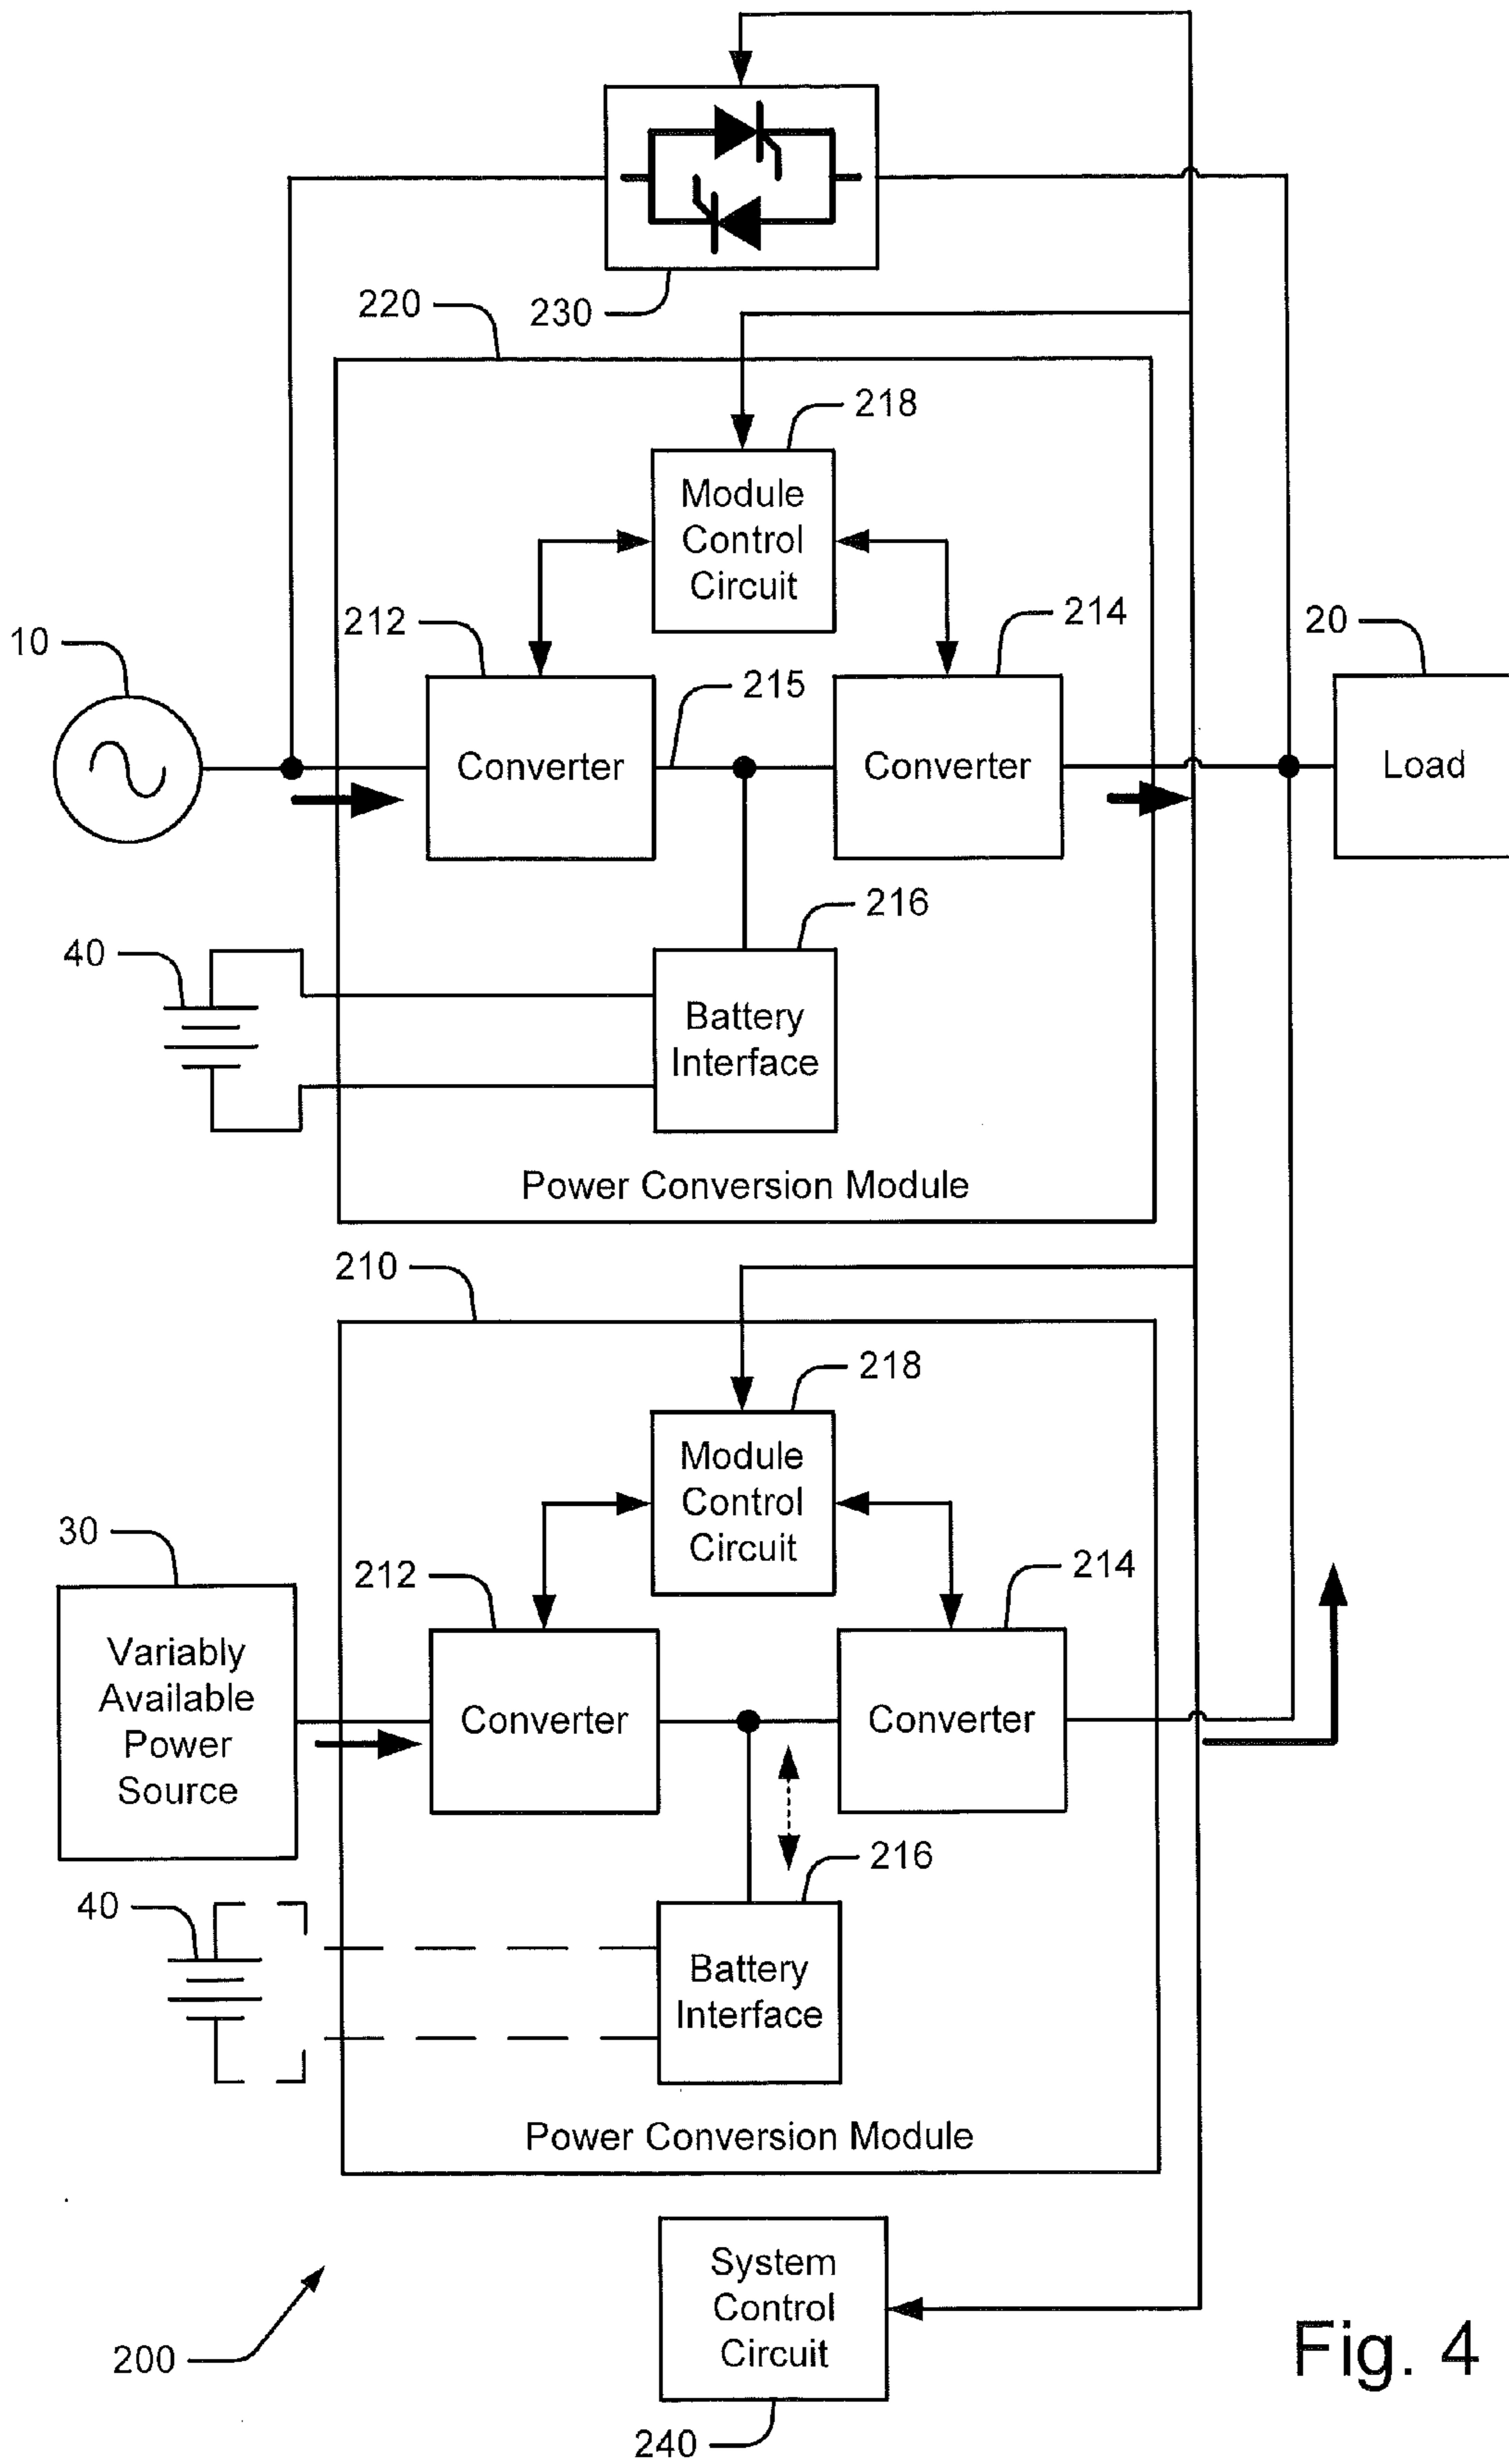 230
220
218
Module
Control
Circuit
212
214
20
10
215
Converter
Converter
Load
216
40
Battery
Interface
Power Conversion Module
210
218
Module
Control
Circuit
30
212
214
Variably
Available
Power
Source
Converter
Converter
216
40
Battery
Interface
Power Conversion Module
System
Control
Circuit
200
240
Fig. 4